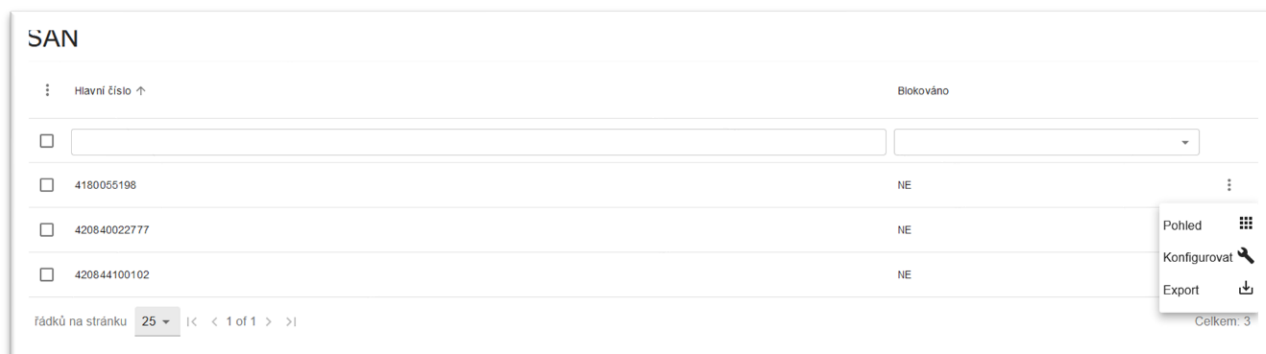 SAN
Hlavní číslo Blokováno
4180055198 NE
420840022777 NE
Pohled
Konfigurovat
420844100102 NE
Export
řádků na stránku 25 1 of 1 Celkem: 3